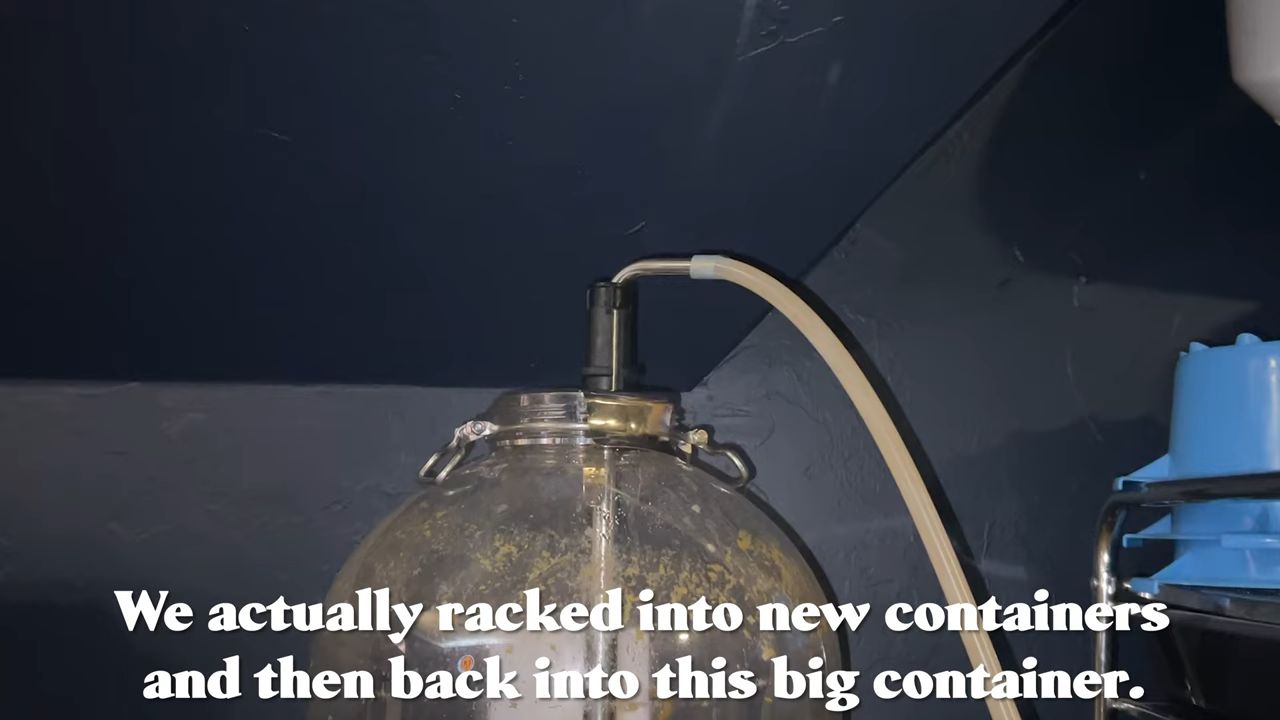 We actually racked into new containers
and then back into this big container.